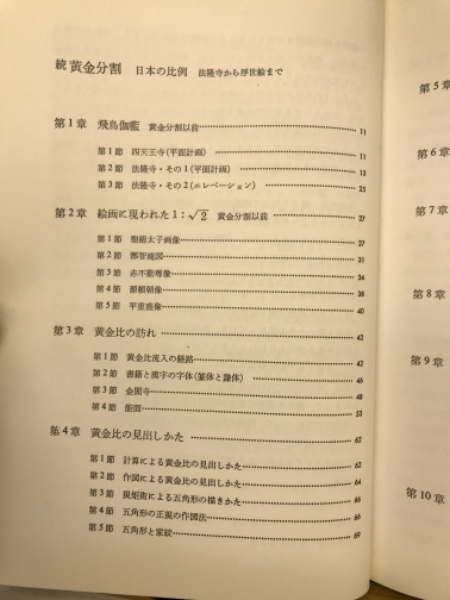 続 黄金分割 日本の比例 法隆寺から浮世絵まで
第1章 飛鳥伽藍 黄金分割以前 11
第1節 四天王寺(平面計画) 11
第2節 法隆寺・その1(平面計画) 13
第3節 法隆寺・その2(エレベーション) 25
第2章 絵画に現われた1:√2 黄金分割以前 27
第1節 聖徳太子画像 27
第2節 那智滝図 31
第3節 赤不動尊像 34
第4節 源頼朝像 38
第5節 平重盛像 40
第3章 黄金比の訪れ 42
第1節 黄金比流入の経路 42
第2節 書籍と漢字の字体(篆体と隷体) 46
第3節 金閣寺 48
第4節 能面 53
第4章 黄金比の見出しかた 62
第1節 計算による黄金比の見出しかた 62
第2節 作図による黄金比の見出しかた 64
第3節 規矩術による五角形の描きかた 66
第4節 五角形の正規の作図法 66
第5節 五角形と家紋 69
第5章
第6章
第7章
第8章
第9章
第10章